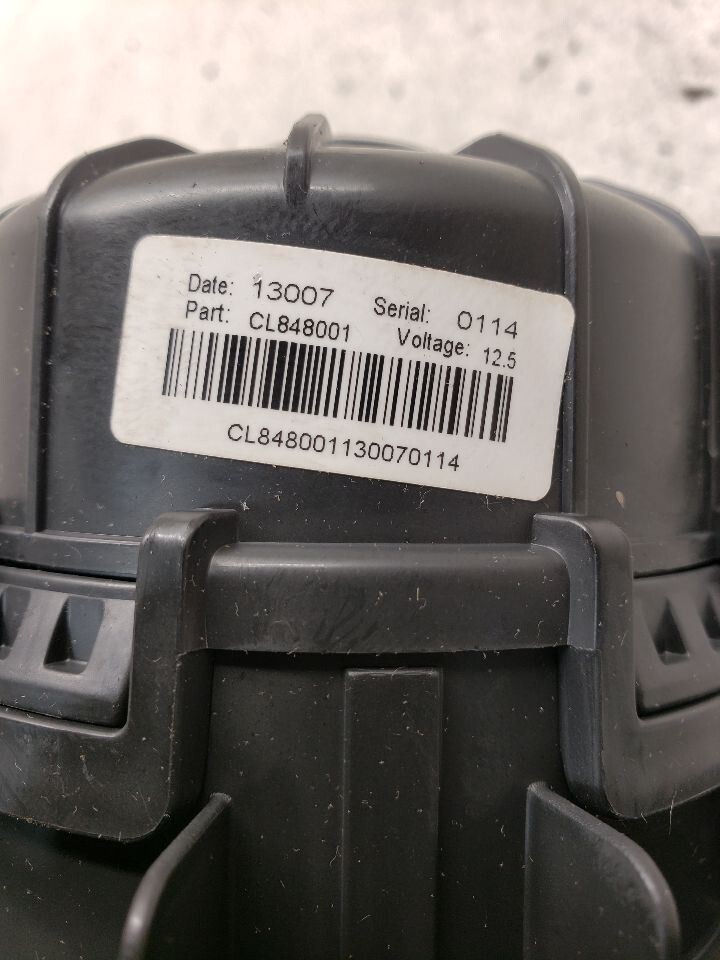 Date: 13007 Serial: 0114
Part: CL848001 Voltage: 12.5
CL848001130070114